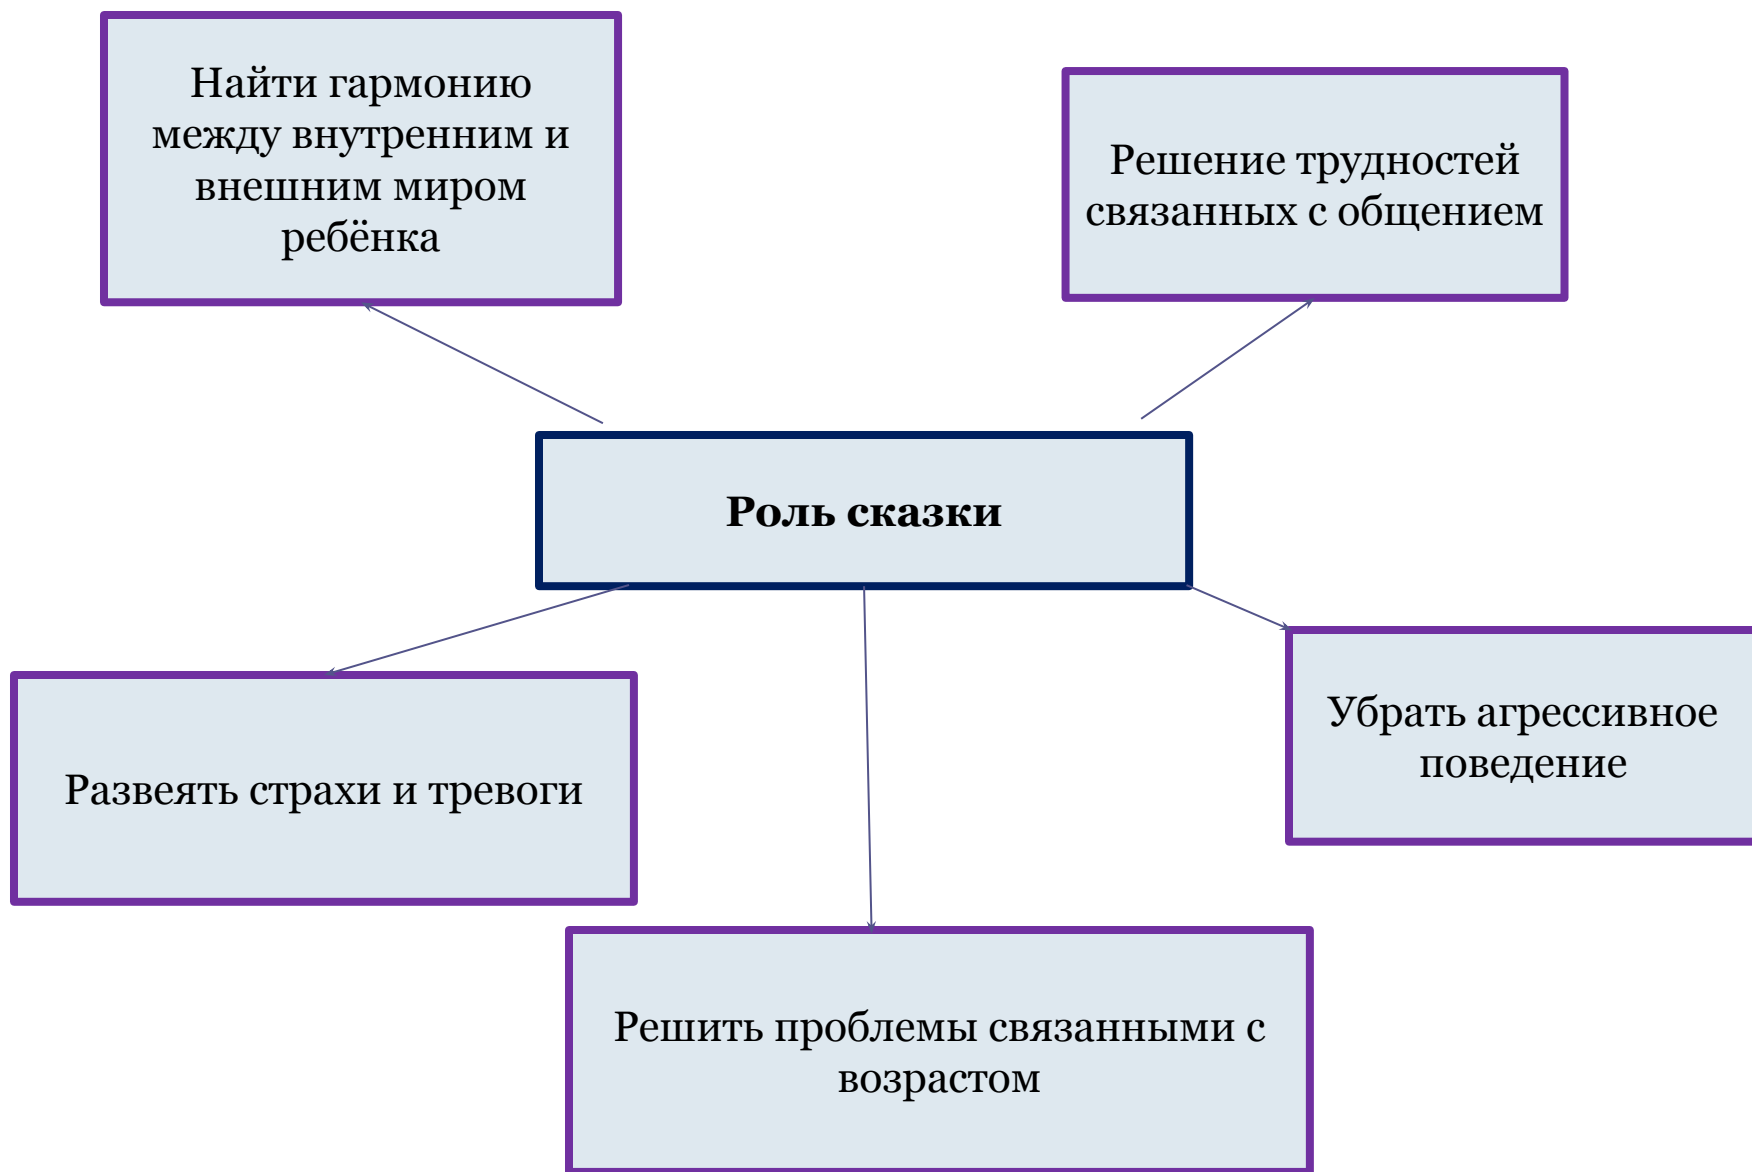 Найти гармонию
между внутренним и
внешним миром
ребёнка
Решение трудностей
связанных с общением
Роль сказки
Развеять страхи и тревоги
Убрать агрессивное
поведение
Решить проблемы связанными с
возрастом